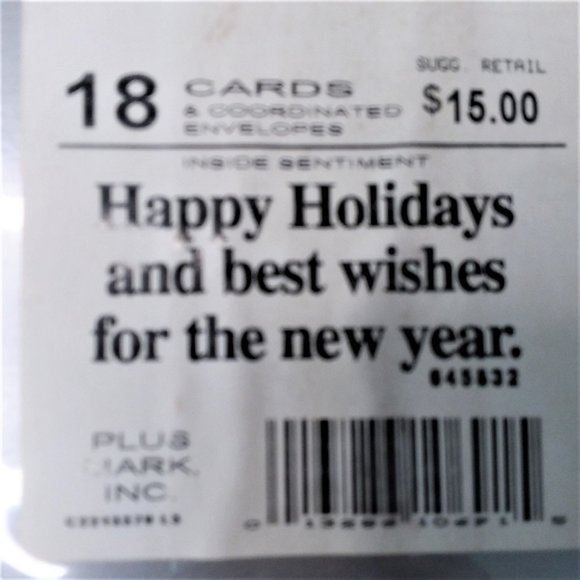 18 CARDS
& COORDINATED
ENVELOPES
SUGG. RETAIL
$15.00
INSIDE SENTIMENT
Happy Holidays
and best wishes
for the new year.
PLUS
MARK,
INC.